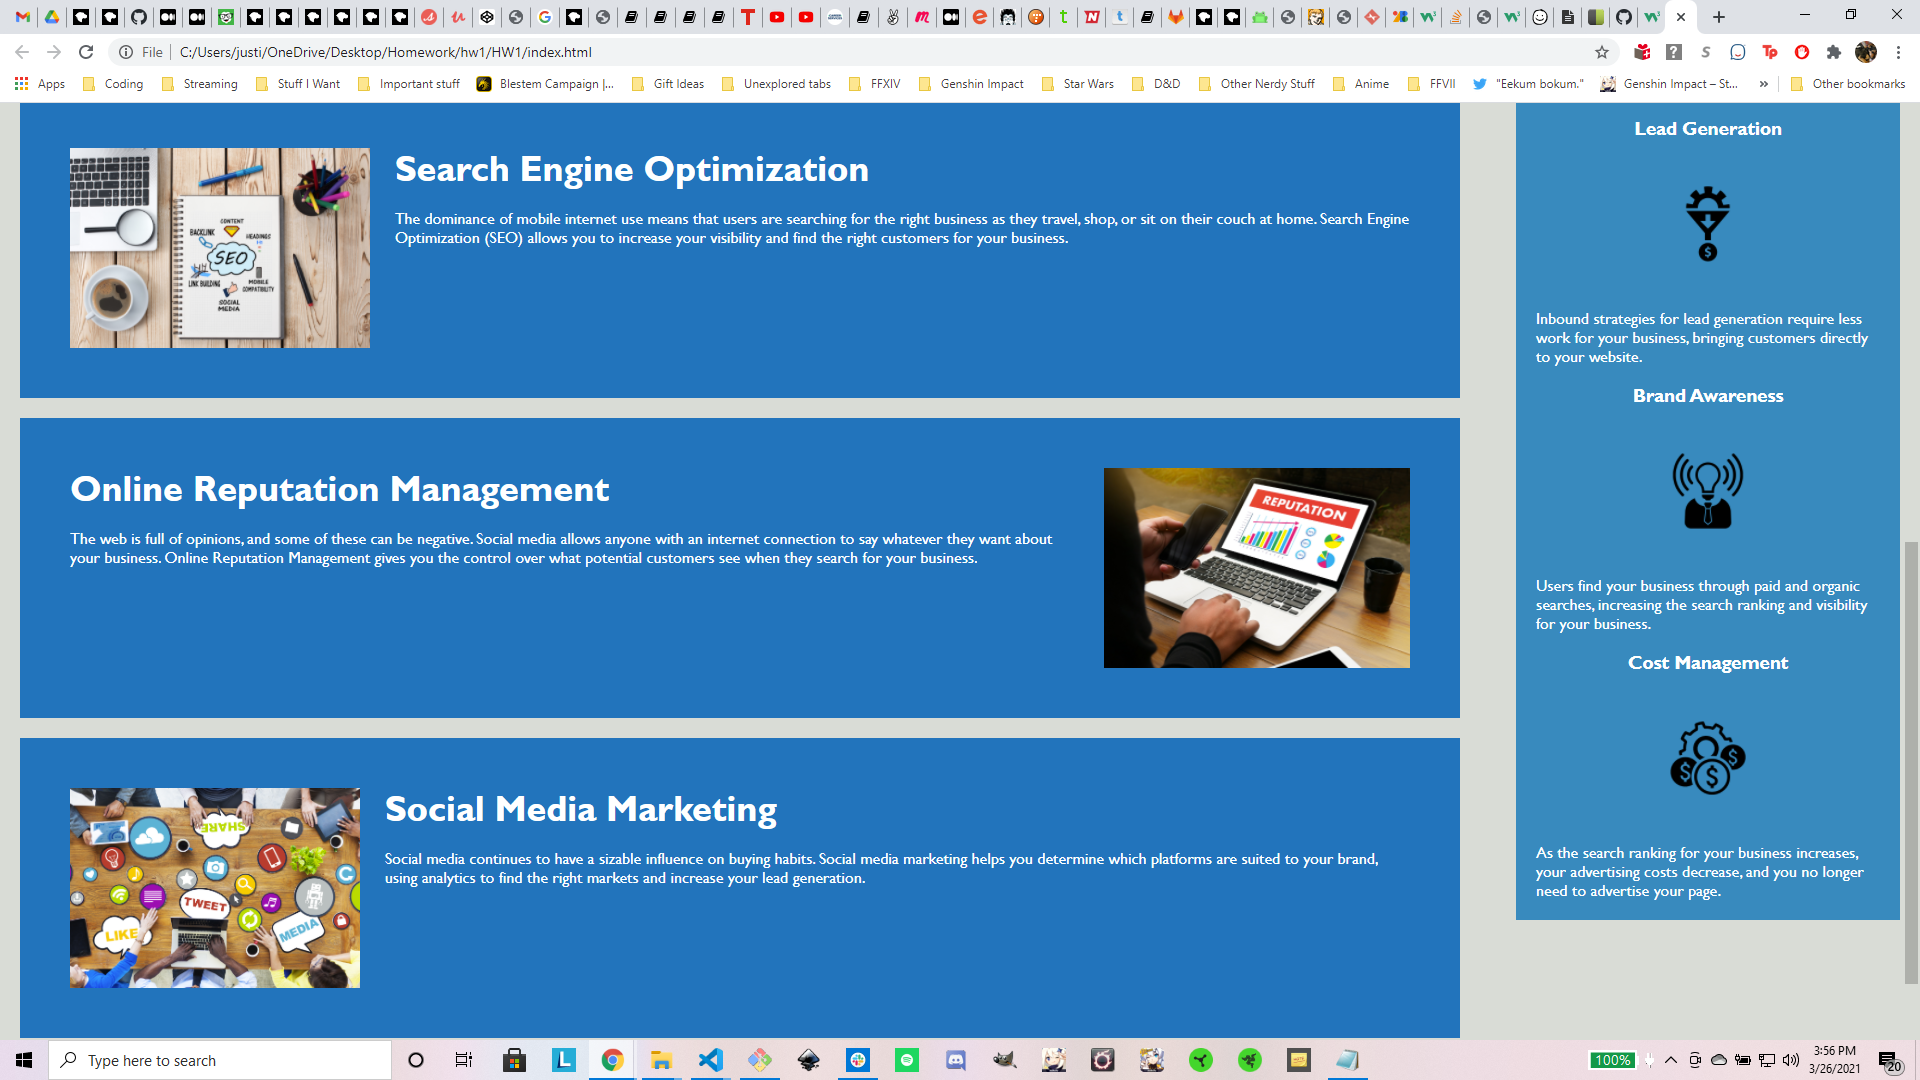 File
C:/Users/justi/OneDrive/Desktop/Homework/hw1/HW1/index.html
Apps
Coding
Streaming
Stuff I Want
Important stuff
Blestem Campaign |...
Gift Ideas
Unexplored tabs
FFXIV
Genshin Impact
Star Wars
D&D
Other Nerdy Stuff
Anime
FFVII
"Eekum bokum."
Genshin Impact – St...
Other bookmarks
Search Engine Optimization
The dominance of mobile internet use means that users are searching for the right business as they travel, shop, or sit on their couch at home. Search Engine
Optimization (SEO) allows you to increase your visibility and find the right customers for your business.
CONTENT
BACKLINK
HEADINGS
SEO
LINK BUILDING
MOBILE
COMPATIBILITY
SOCIAL
MEDIA
Online Reputation Management
The web is full of opinions, and some of these can be negative. Social media allows anyone with an internet connection to say whatever they want about
your business. Online Reputation Management gives you the control over what potential customers see when they search for your business.
REPUTATION
Social Media Marketing
Social media continues to have a sizable influence on buying habits. Social media marketing helps you determine which platforms are suited to your brand,
using analytics to find the right markets and increase your lead generation.
SHARE
TWEET
LIKE
MEDIA
Lead Generation
Inbound strategies for lead generation require less
work for your business, bringing customers directly
to your website.
Brand Awareness
Users find your business through paid and organic
searches, increasing the search ranking and visibility
for your business.
Cost Management
As the search ranking for your business increases,
your advertising costs decrease, and you no longer
need to advertise your page.
Type here to search
100%
3:56 PM
3/26/2021
20